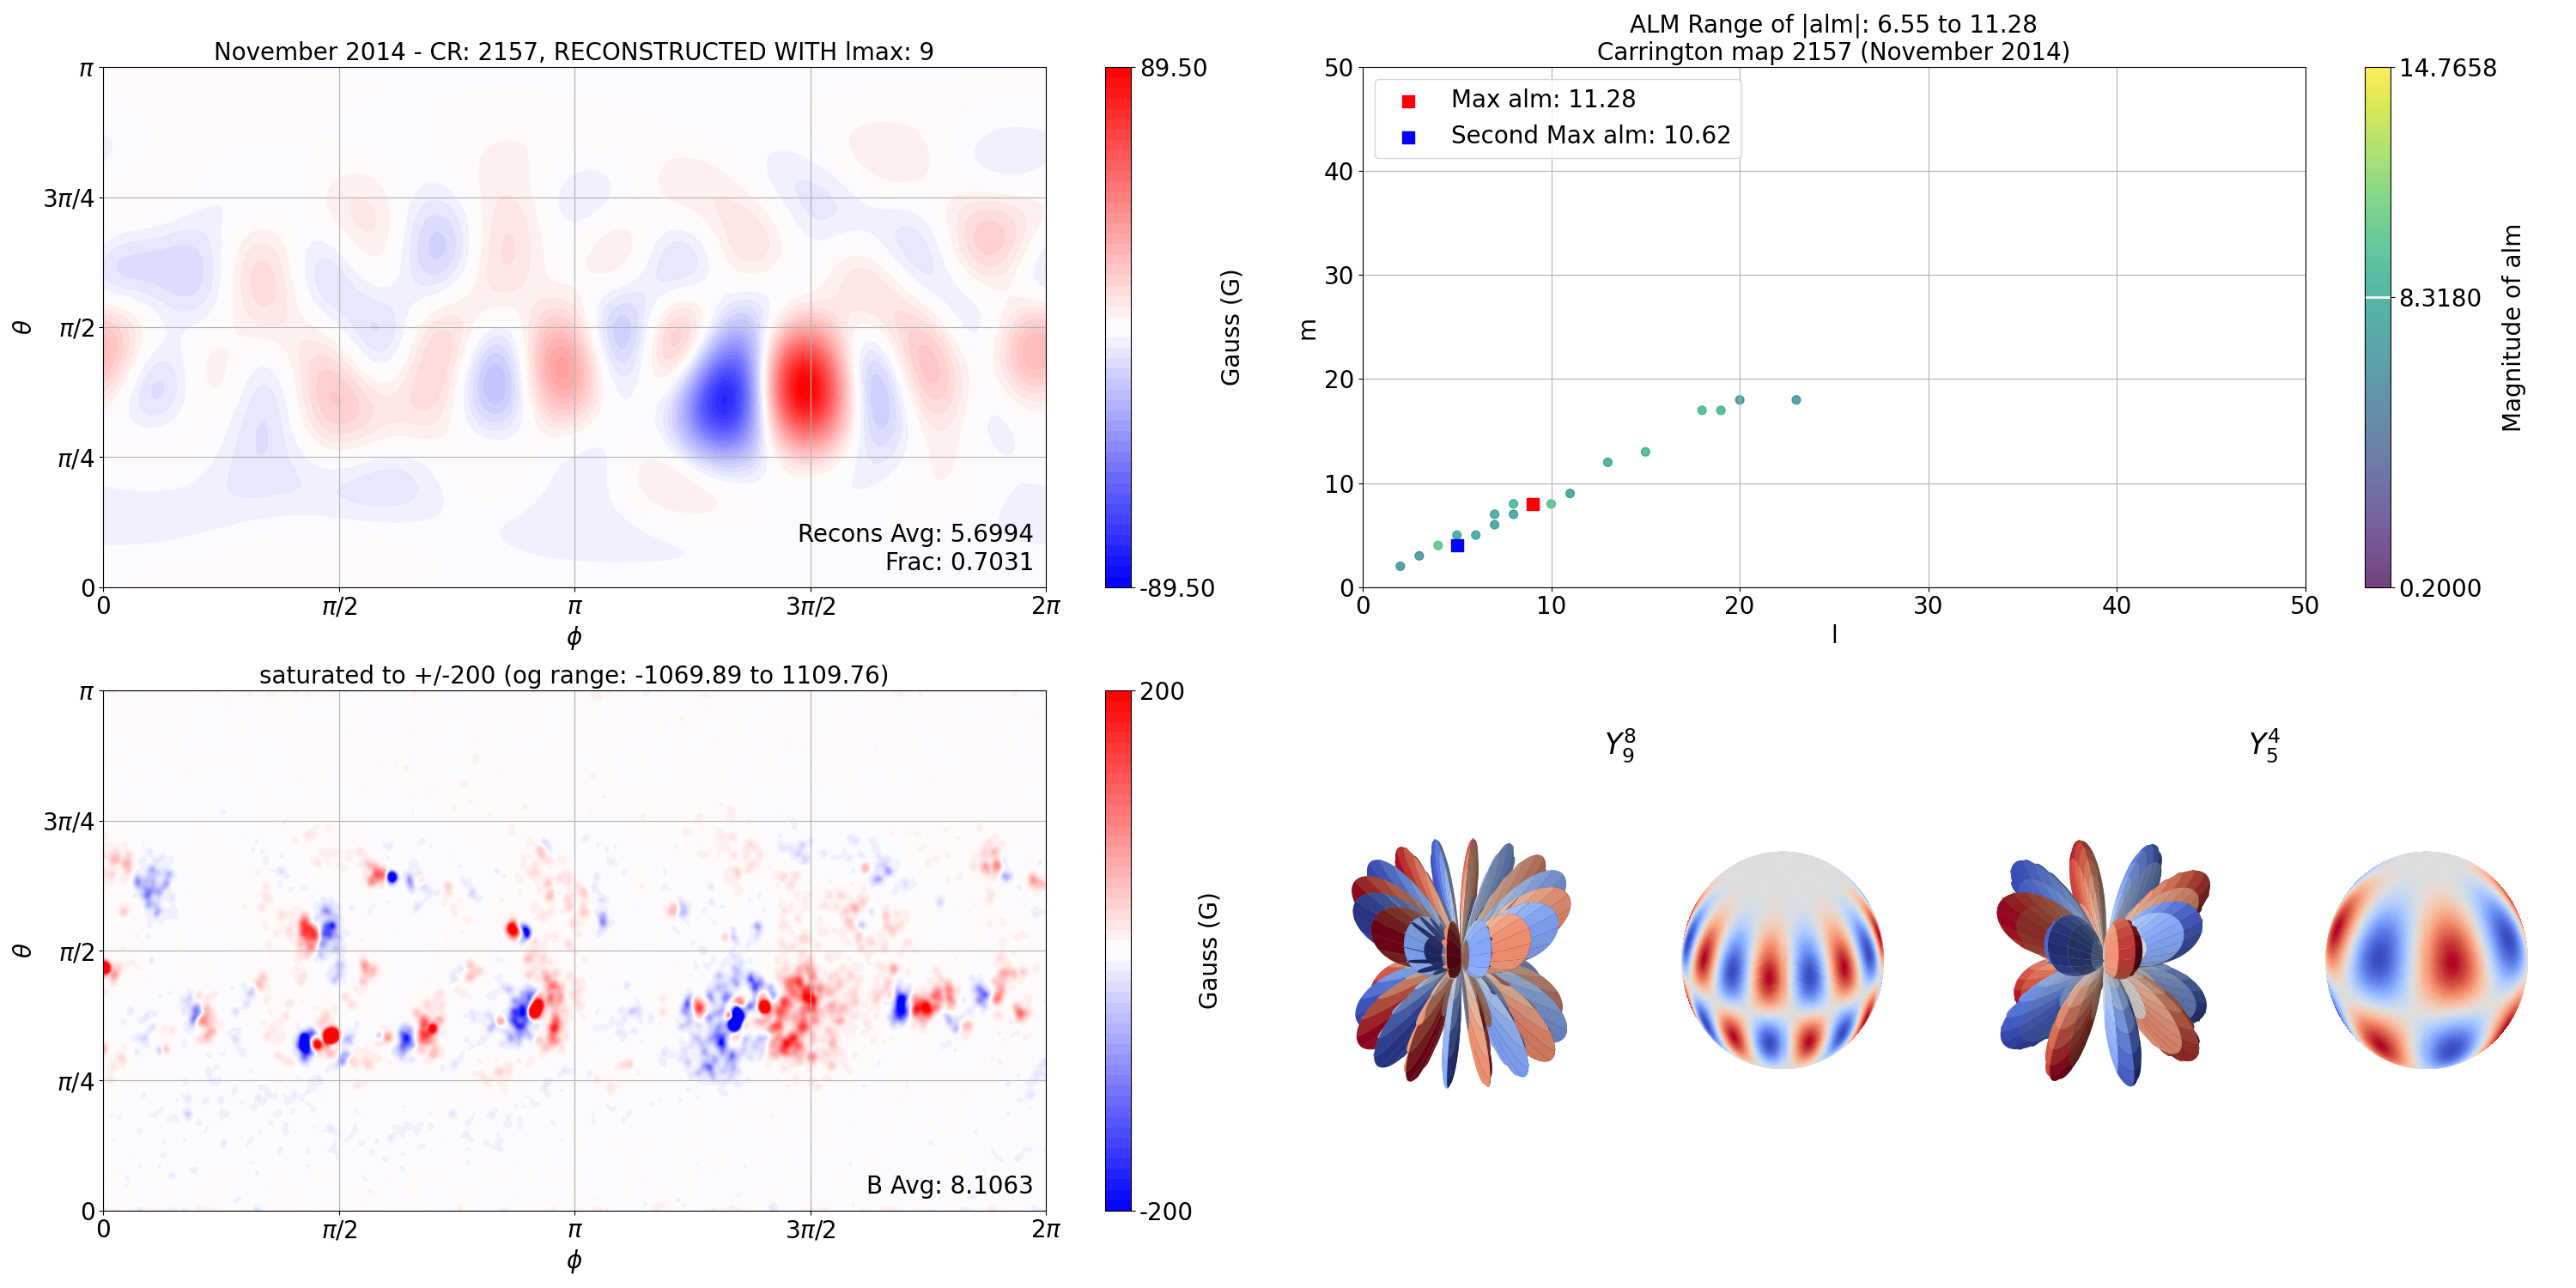 November 2014 - CR: 2157, RECONSTRUCTED WITH lmax: 9
π
3π/4
π/2
π/4
0
θ
0
π/2
π
3π/2
2π
ϕ
Recons Avg: 5.6994
Frac: 0.7031
89.50
-89.50
Gauss (G)
ALM Range of |alm|: 6.55 to 11.28
Carrington map 2157 (November 2014)
Max alm: 11.28
Second Max alm: 10.62
50
40
30
20
10
0
m
0
10
20
30
40
50
l
14.7658
8.3180
0.2000
Magnitude of alm
saturated to +/-200 (og range: -1069.89 to 1109.76)
π
3π/4
π/2
π/4
0
θ
0
π/2
π
3π/2
2π
ϕ
B Avg: 8.1063
200
-200
Gauss (G)
Y_9^8
Y_5^4